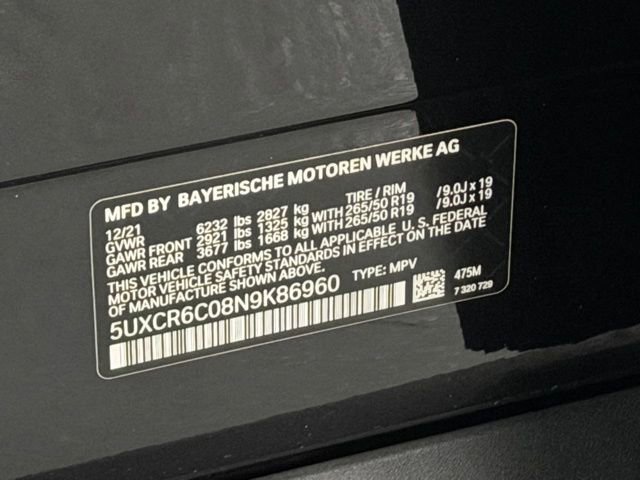 MFD BY BAYERISCHE MOTOREN WERKE AG
12/21 TIRE / RIM
GVWR 6232 lbs 2827 kg
GAWR FRONT 2921 lbs 1325 kg WITH 265/50 R19 /9.0J x 19
GAWR REAR 3677 lbs 1668 kg WITH 265/50 R19 /9.0J x 19
THIS VEHICLE CONFORMS TO ALL APPLICABLE U.S. FEDERAL
MOTOR VEHICLE SAFETY STANDARDS IN EFFECT ON THE DATE
OF MANUFACTURE SHOWN ABOVE.
5UXCR6C08N9K86960 TYPE: MPV 475M
7 320 729